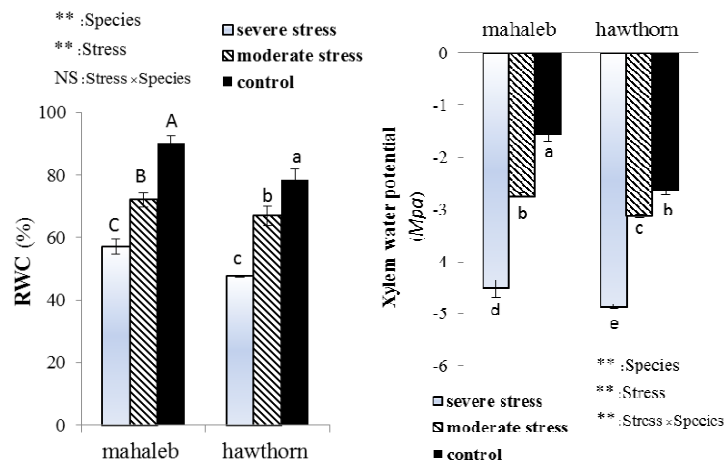 ** :Species
** :Stress
NS :Stress ×Species
severe stress
moderate stress
control
RWC (%)
100
80
60
40
20
0
C
B
A
c
b
a
mahaleb
hawthorn
mahaleb
hawthorn
Xylem water potential
(Mpa)
0
-1
-2
-3
-4
-5
-6
d
b
a
e
c
b
** :Species
** :Stress
** :Stress ×Species
severe stress
moderate stress
control